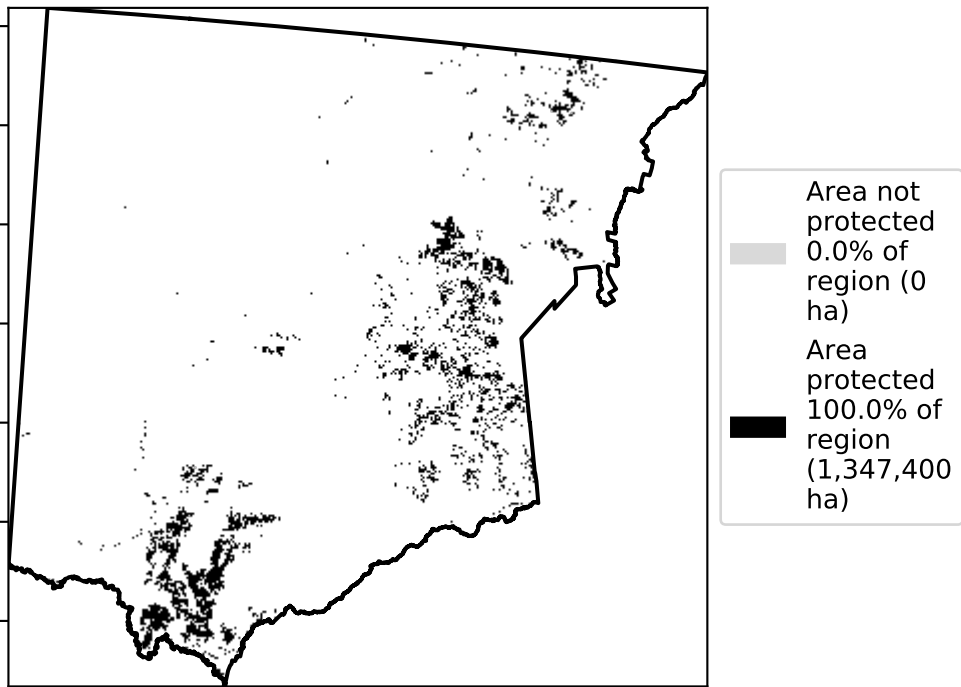 Area not
protected
0.0% of
region (0
ha)
Area
protected
100.0% of
region
(1,347,400
ha)